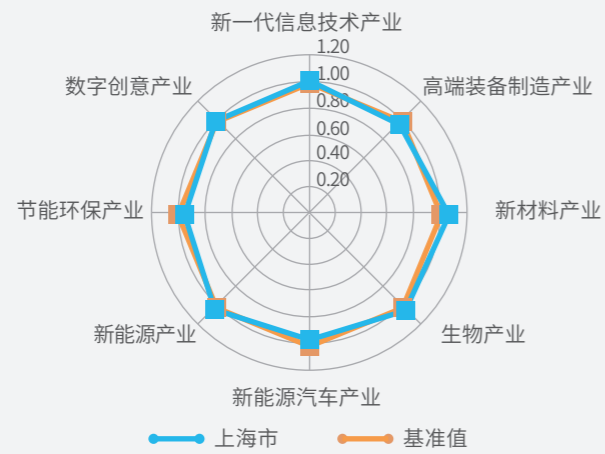 新一代信息技术产业
1.20
1.00
数字创意产业
高端装备制造产业
0.80
0.60
0.40
0.20
节能环保产业
新材料产业
新能源产业
生物产业
新能源汽车产业
上海市
基准值